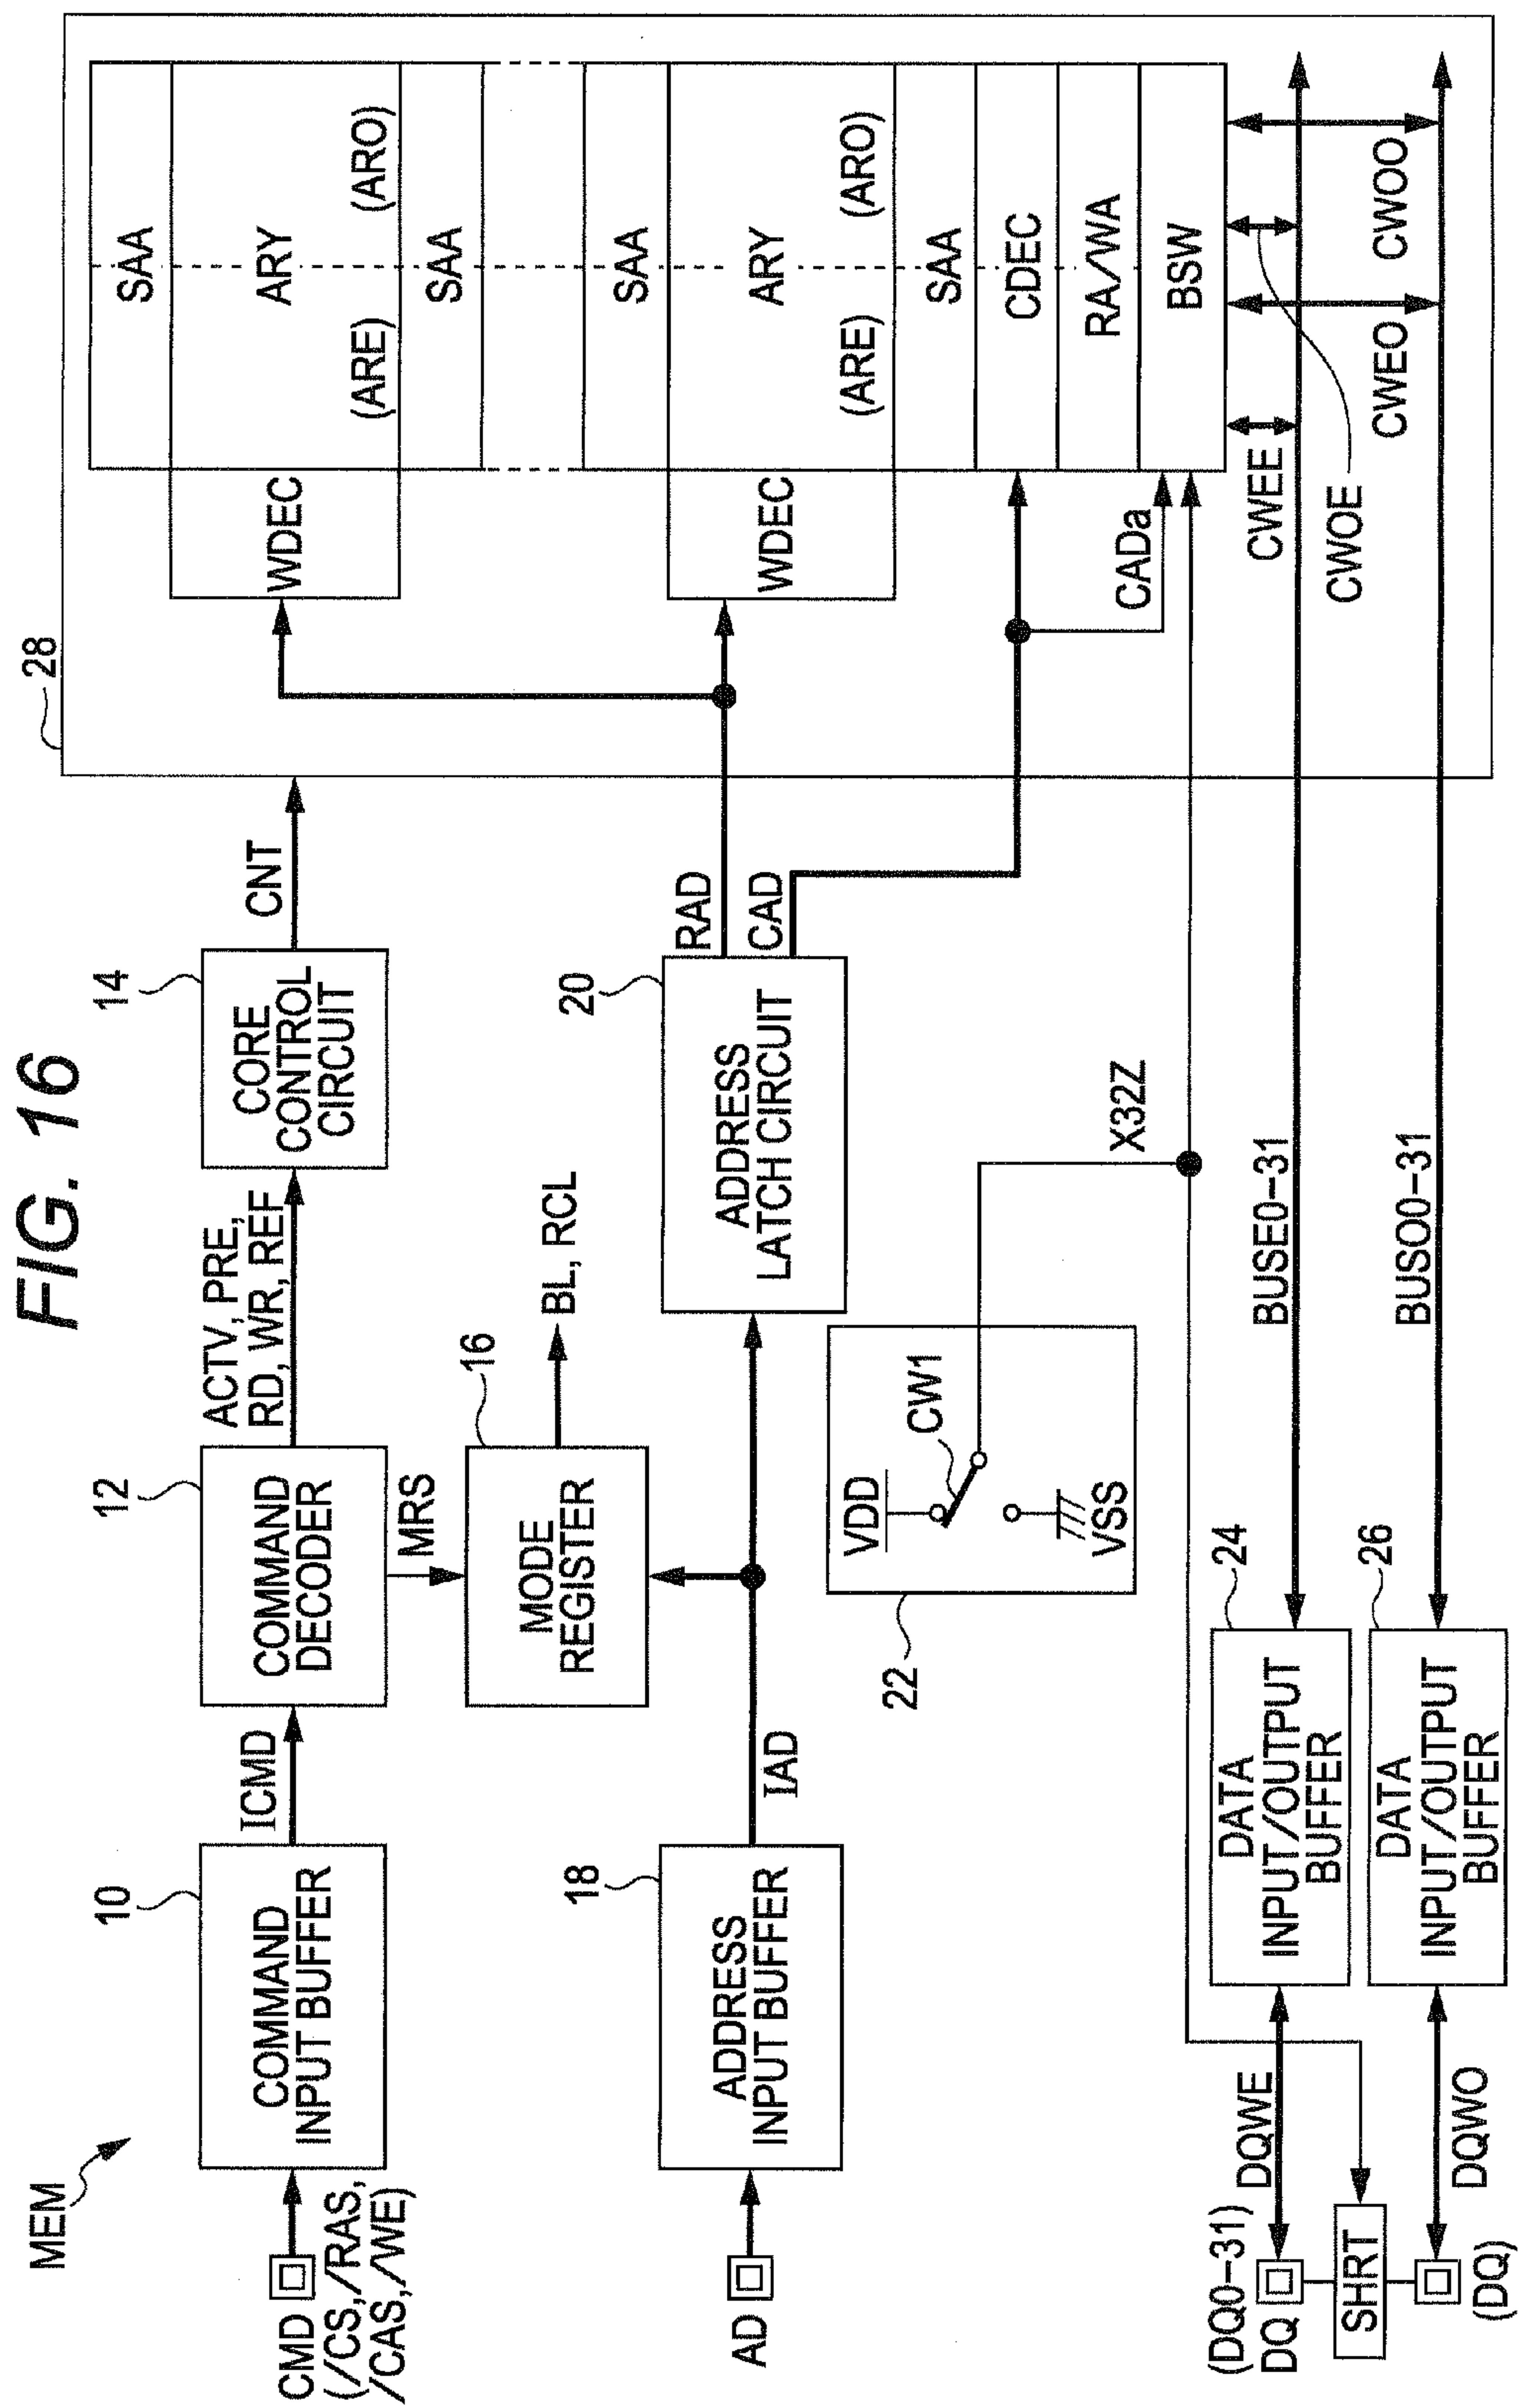 FIG. 16
MEM
CMD
(/CS,/RAS,
/CAS,/WE)
10
COMMAND
INPUT BUFFER
ICMD
12
COMMAND
DECODER
ACTV, PRE,
RD, WR, REF
14
CORE
CONTROL
CIRCUIT
CNT
28
MRS
16
MODE
REGISTER
BL, RCL
AD
18
ADDRESS
INPUT BUFFER
IAD
20
ADDRESS
LATCH CIRCUIT
RAD
CAD
22
VDD
CW1
VSS
X32Z
SAA
WDEC
ARY
(ARE)
(ARO)
SAA
SAA
WDEC
ARY
(ARE)
(ARO)
SAA
CDEC
RA/WA
BSW
CADa
CWEE
CWOE
CWEO
CWOO
(DQ0-31)
DQ
DQWE
24
DATA
INPUT/OUTPUT
BUFFER
BUSE0-31
SHRT
(DQ)
DQWO
26
DATA
INPUT/OUTPUT
BUFFER
BUSO0-31